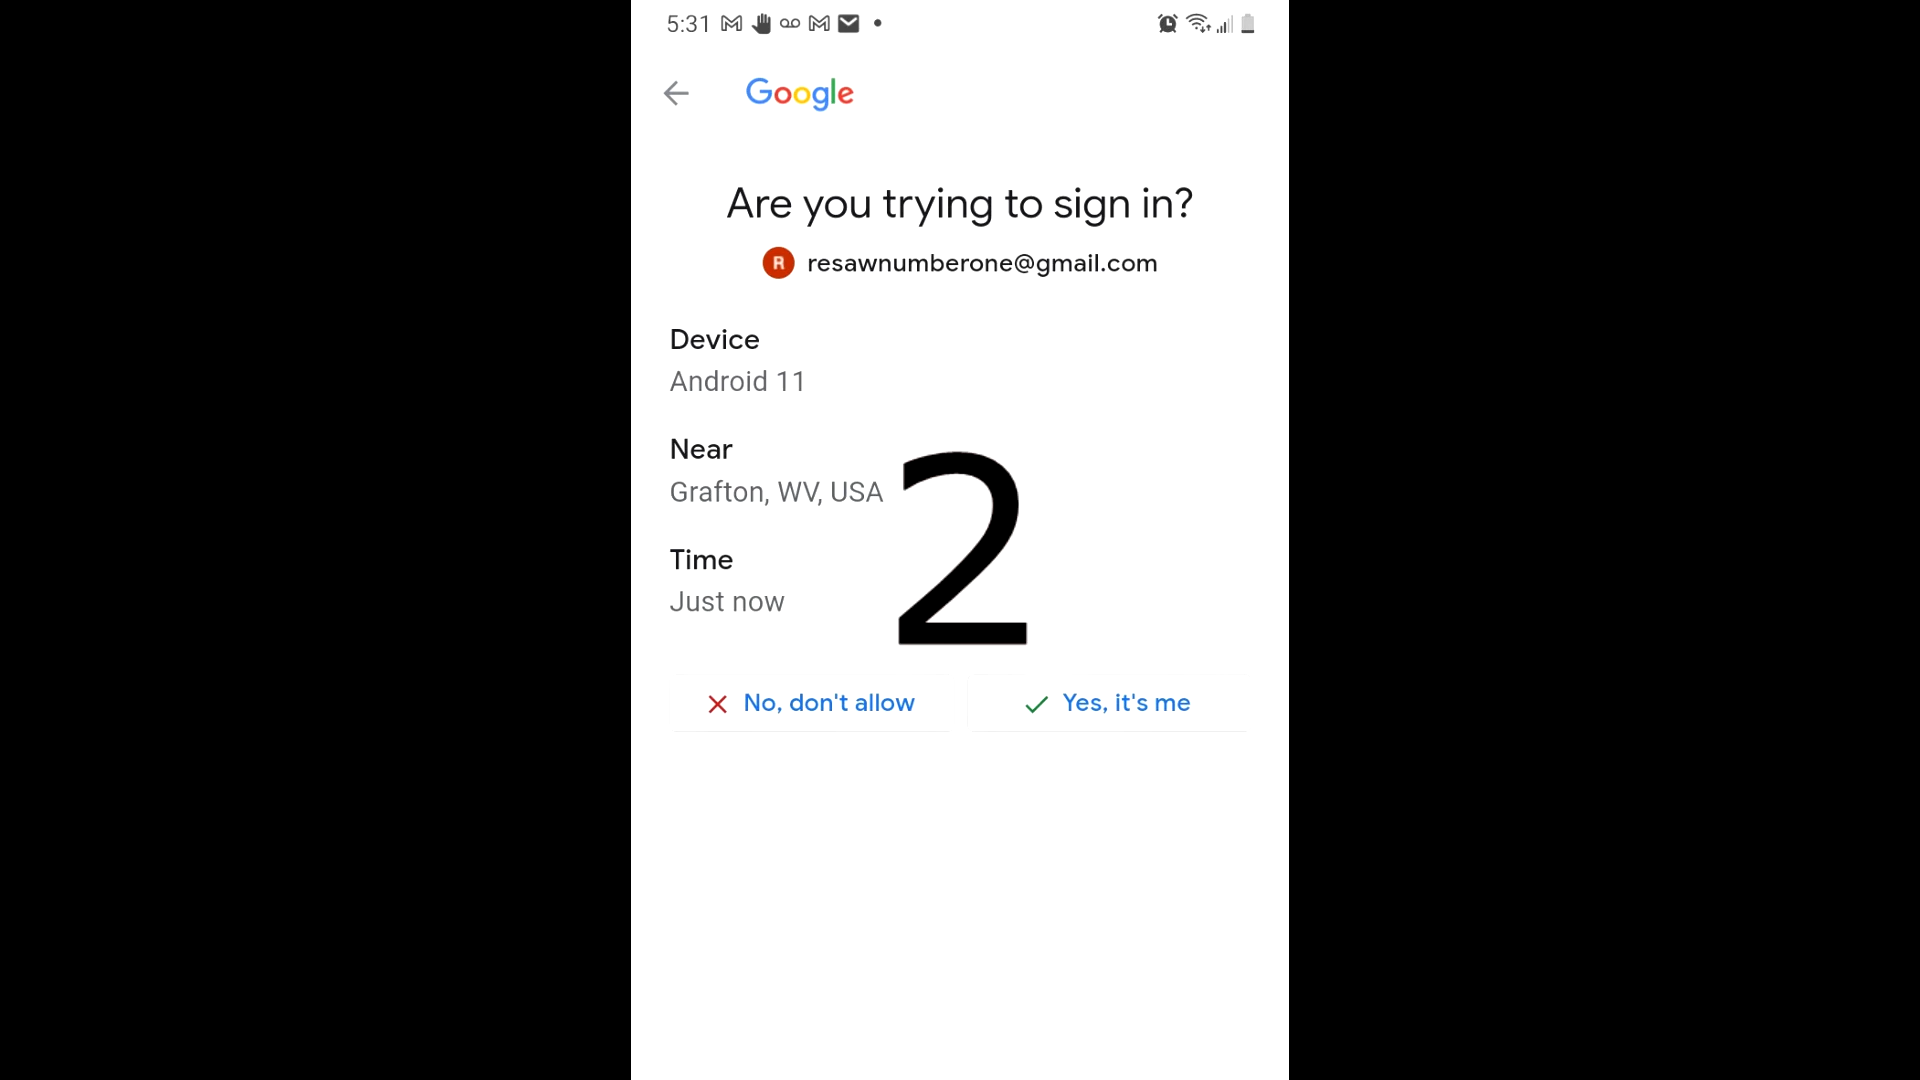 5:31
Google
Are you trying to sign in?
R resawnumberone@gmail.com
Device
Android 11
Near
Grafton, WV, USA
2
Time
Just now
No, don't allow
Yes, it's me